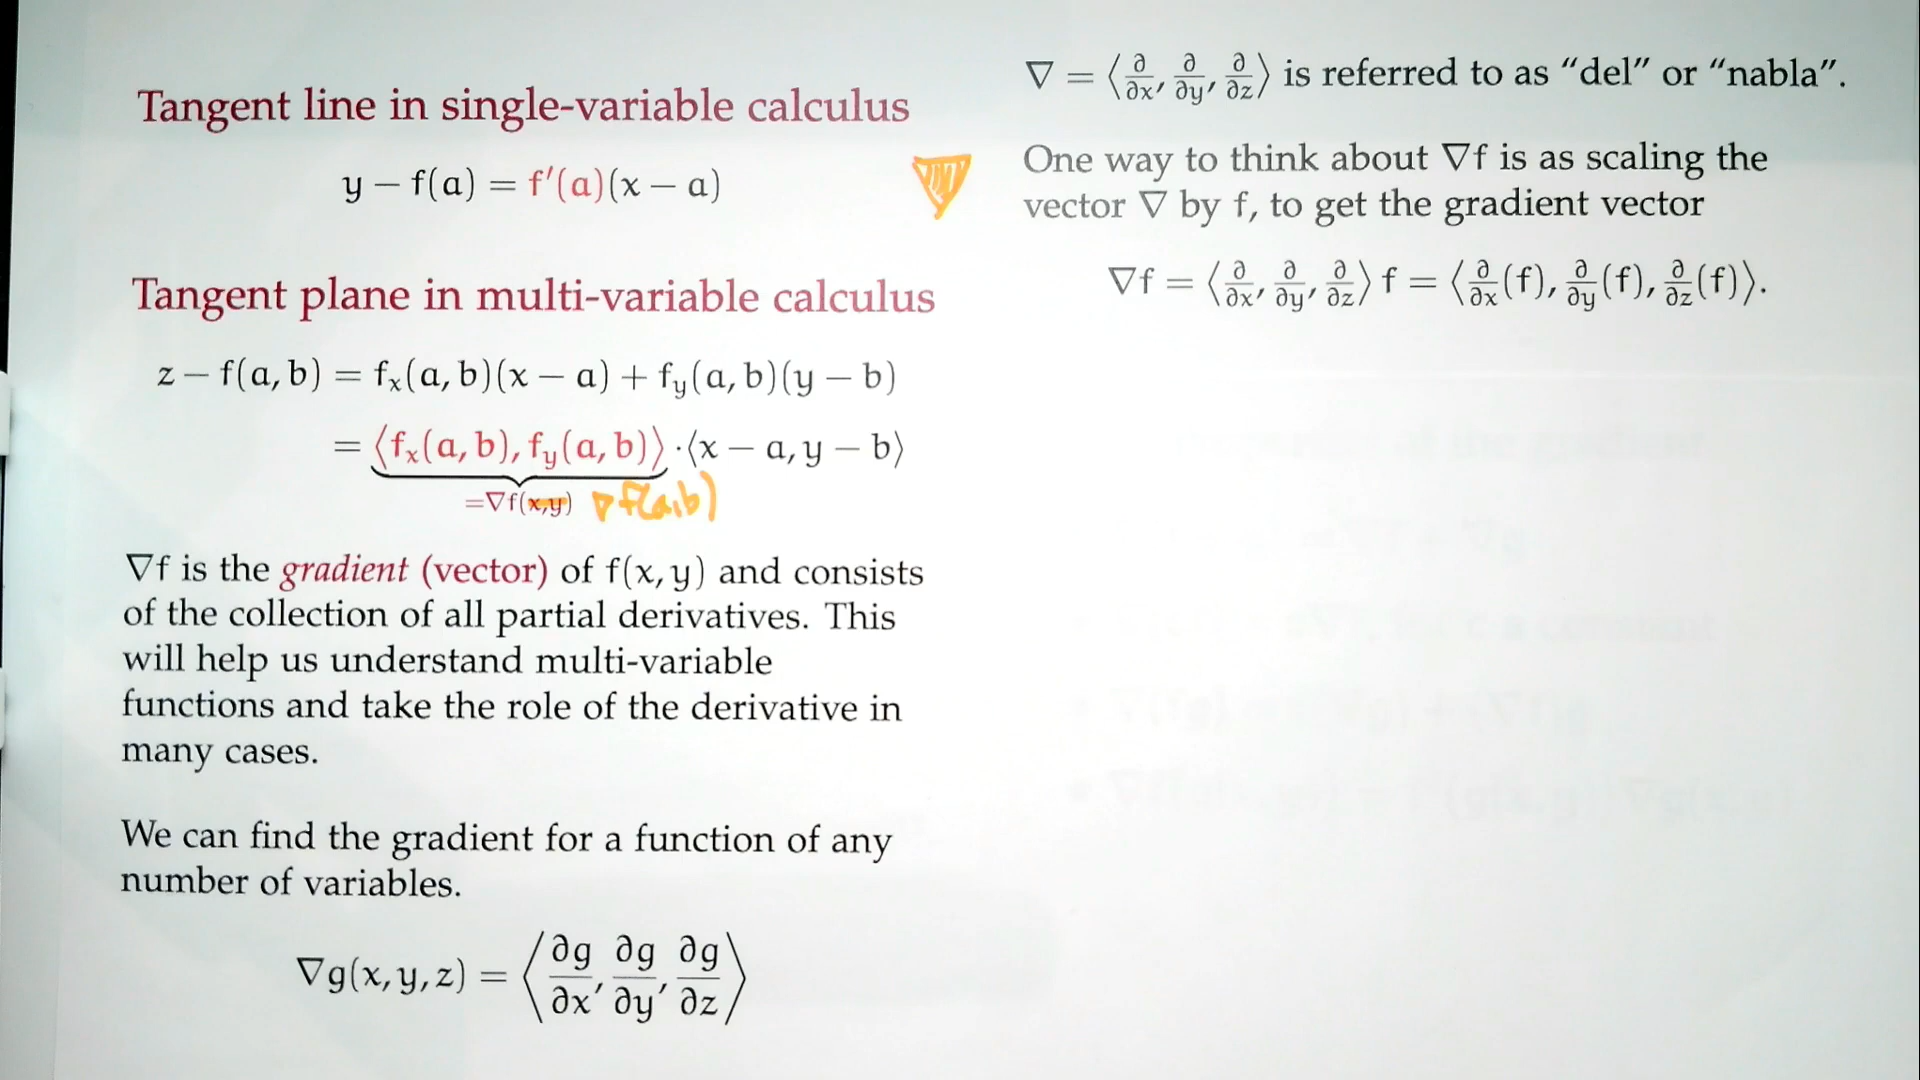 Tangent line in single-variable calculus
y − f(a) = f′(a)(x − a)
Tangent plane in multi-variable calculus
z − f(a, b) = f_x(a, b)(x − a) + f_y(a, b)(y − b)
= ⟨f_x(a, b), f_y(a, b)⟩ · ⟨x − a, y − b⟩
=∇f(x,y) ∇f(a,b)
∇f is the gradient (vector) of f(x, y) and consists
of the collection of all partial derivatives. This
will help us understand multi-variable
functions and take the role of the derivative in
many cases.
We can find the gradient for a function of any
number of variables.
∇g(x, y, z) = ⟨∂g/∂x, ∂g/∂y, ∂g/∂z⟩
∇ = ⟨∂/∂x, ∂/∂y, ∂/∂z⟩ is referred to as “del” or “nabla”.
One way to think about ∇f is as scaling the
vector ∇ by f, to get the gradient vector
∇f = ⟨∂/∂x, ∂/∂y, ∂/∂z⟩ f = ⟨∂/∂x(f), ∂/∂y(f), ∂/∂z(f)⟩.